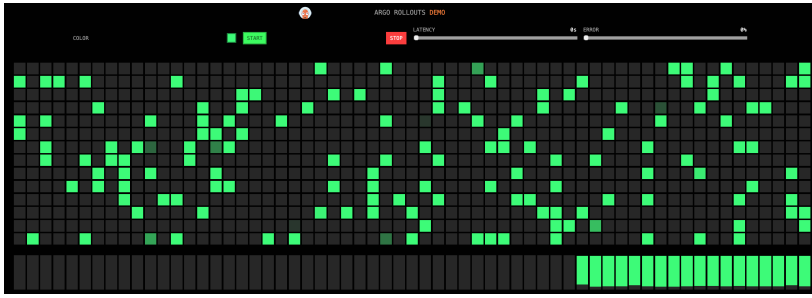 ARGO ROLLOUTS DEMO
COLOR
START
STOP
LATENCY 0s
ERROR 0%